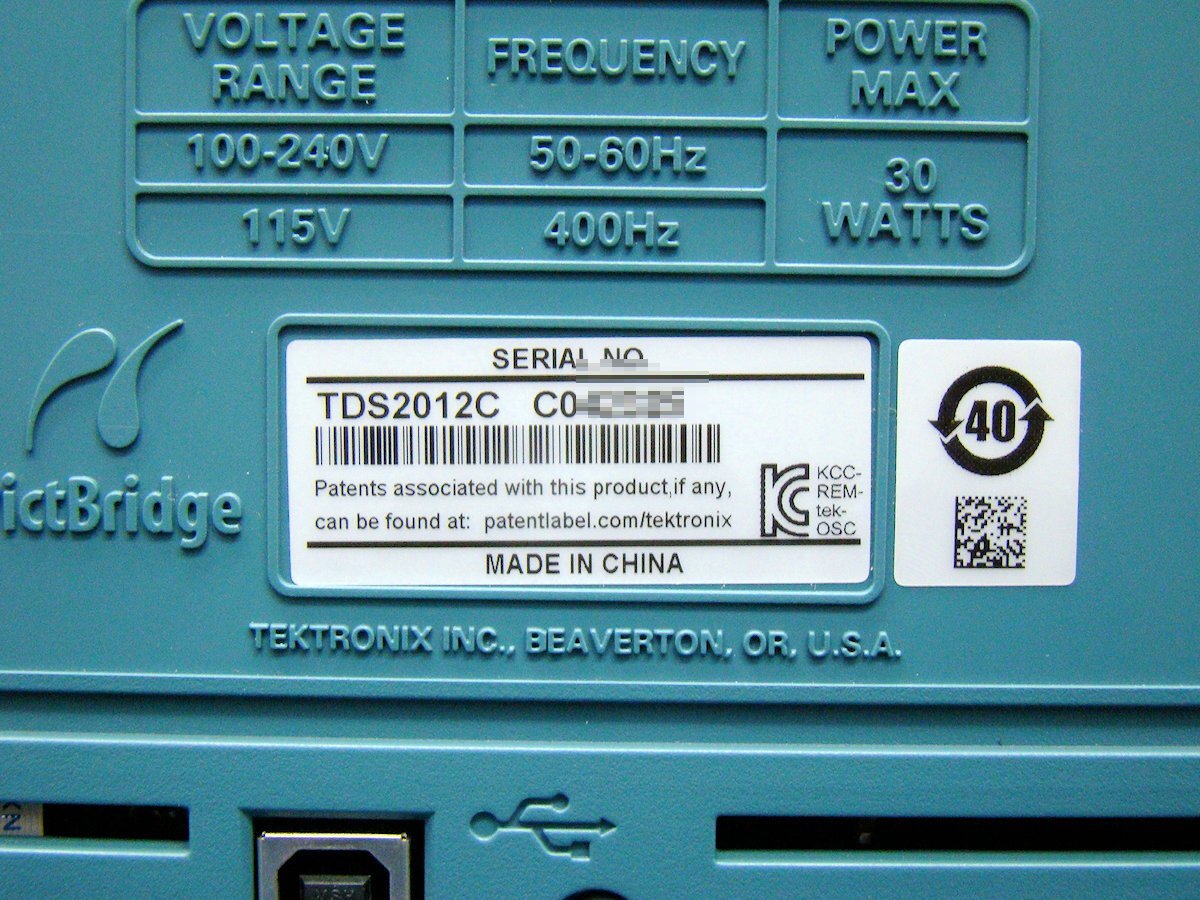 VOLTAGE
RANGE
FREQUENCY
POWER
MAX
100-240V
50-60Hz
30
WATTS
115V
400Hz
SERIAL NO.
TDS2012C C0
40
Patents associated with this product,if any,
can be found at: patentlabel.com/tektronix
KCC-
REM-
tek-
OSC
MADE IN CHINA
ictBridge
TEKTRONIX INC., BEAVERTON, OR, U.S.A.